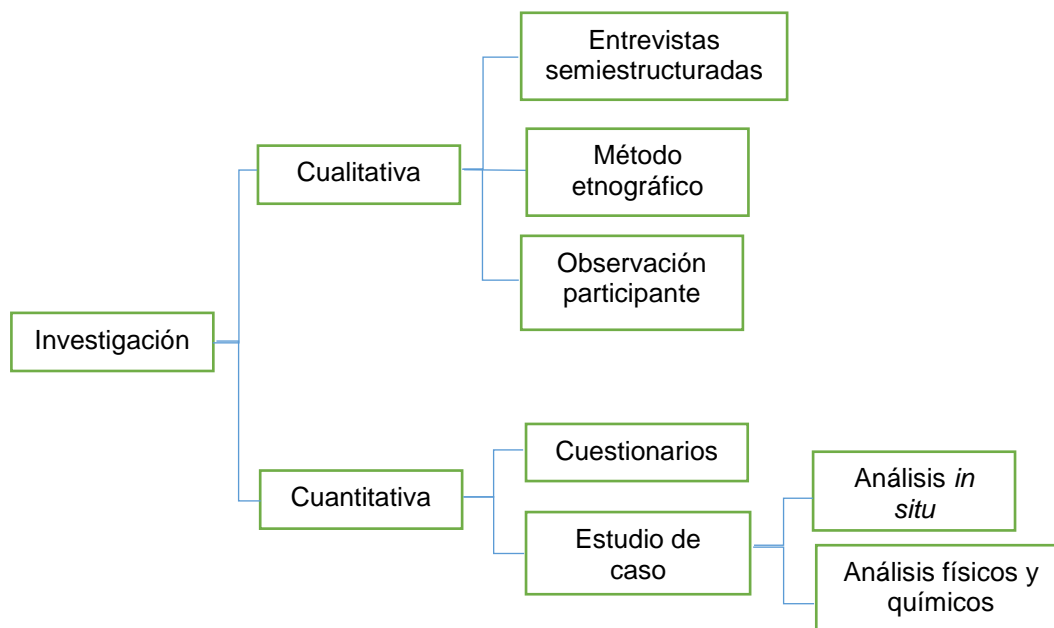 Entrevistas
semiestructuradas
Cualitativa
Método
etnográfico
Observación
participante
Investigación
Cuestionarios
Cuantitativa
Estudio de
caso
Análisis in
situ
Análisis físicos y
químicos